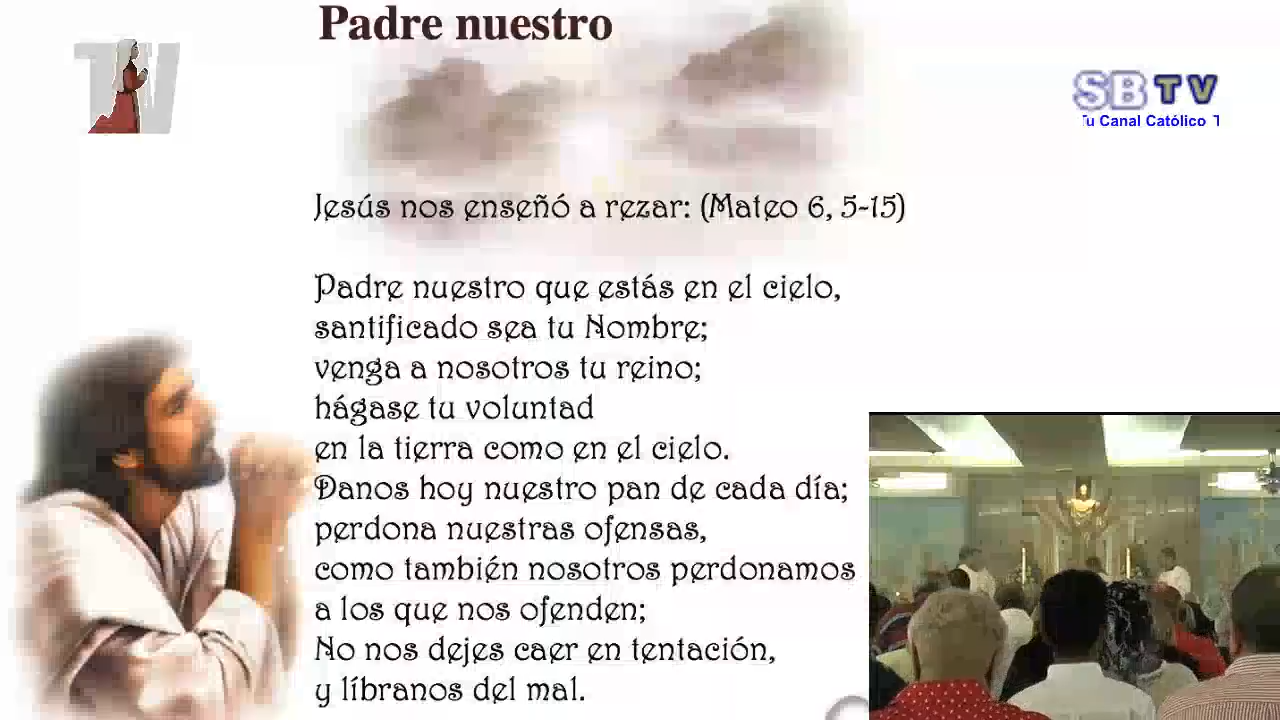 Padre nuestro
TV
SBTV
Tu Canal Católico
Jesús nos enseñó a rezar: (Mateo 6, 5-15)
Padre nuestro que estás en el cielo,
santificado sea tu Nombre;
venga a nosotros tu reino;
hágase tu voluntad
en la tierra como en el cielo.
Danos hoy nuestro pan de cada día;
perdona nuestras ofensas,
como también nosotros perdonamos
a los que nos ofenden;
No nos dejes caer en tentación,
y líbranos del mal.